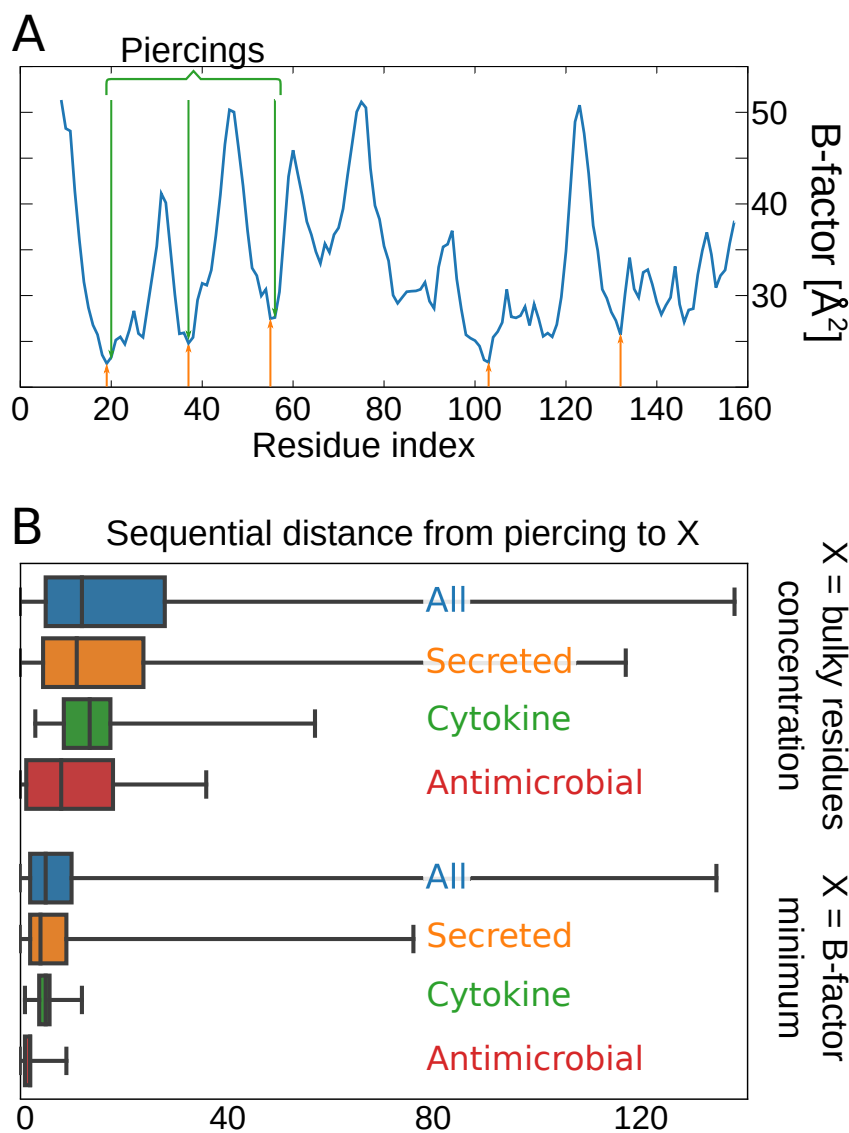 A
Piercings
50
40
30
B-factor [Å²]
0 20 40 60 80 100 120 140 160
Residue index
B
Sequential distance from piercing to X
All
Secreted
Cytokine
Antimicrobial
X = bulky residues
concentration
All
Secreted
Cytokine
Antimicrobial
X = B-factor
minimum
0 40 80 120